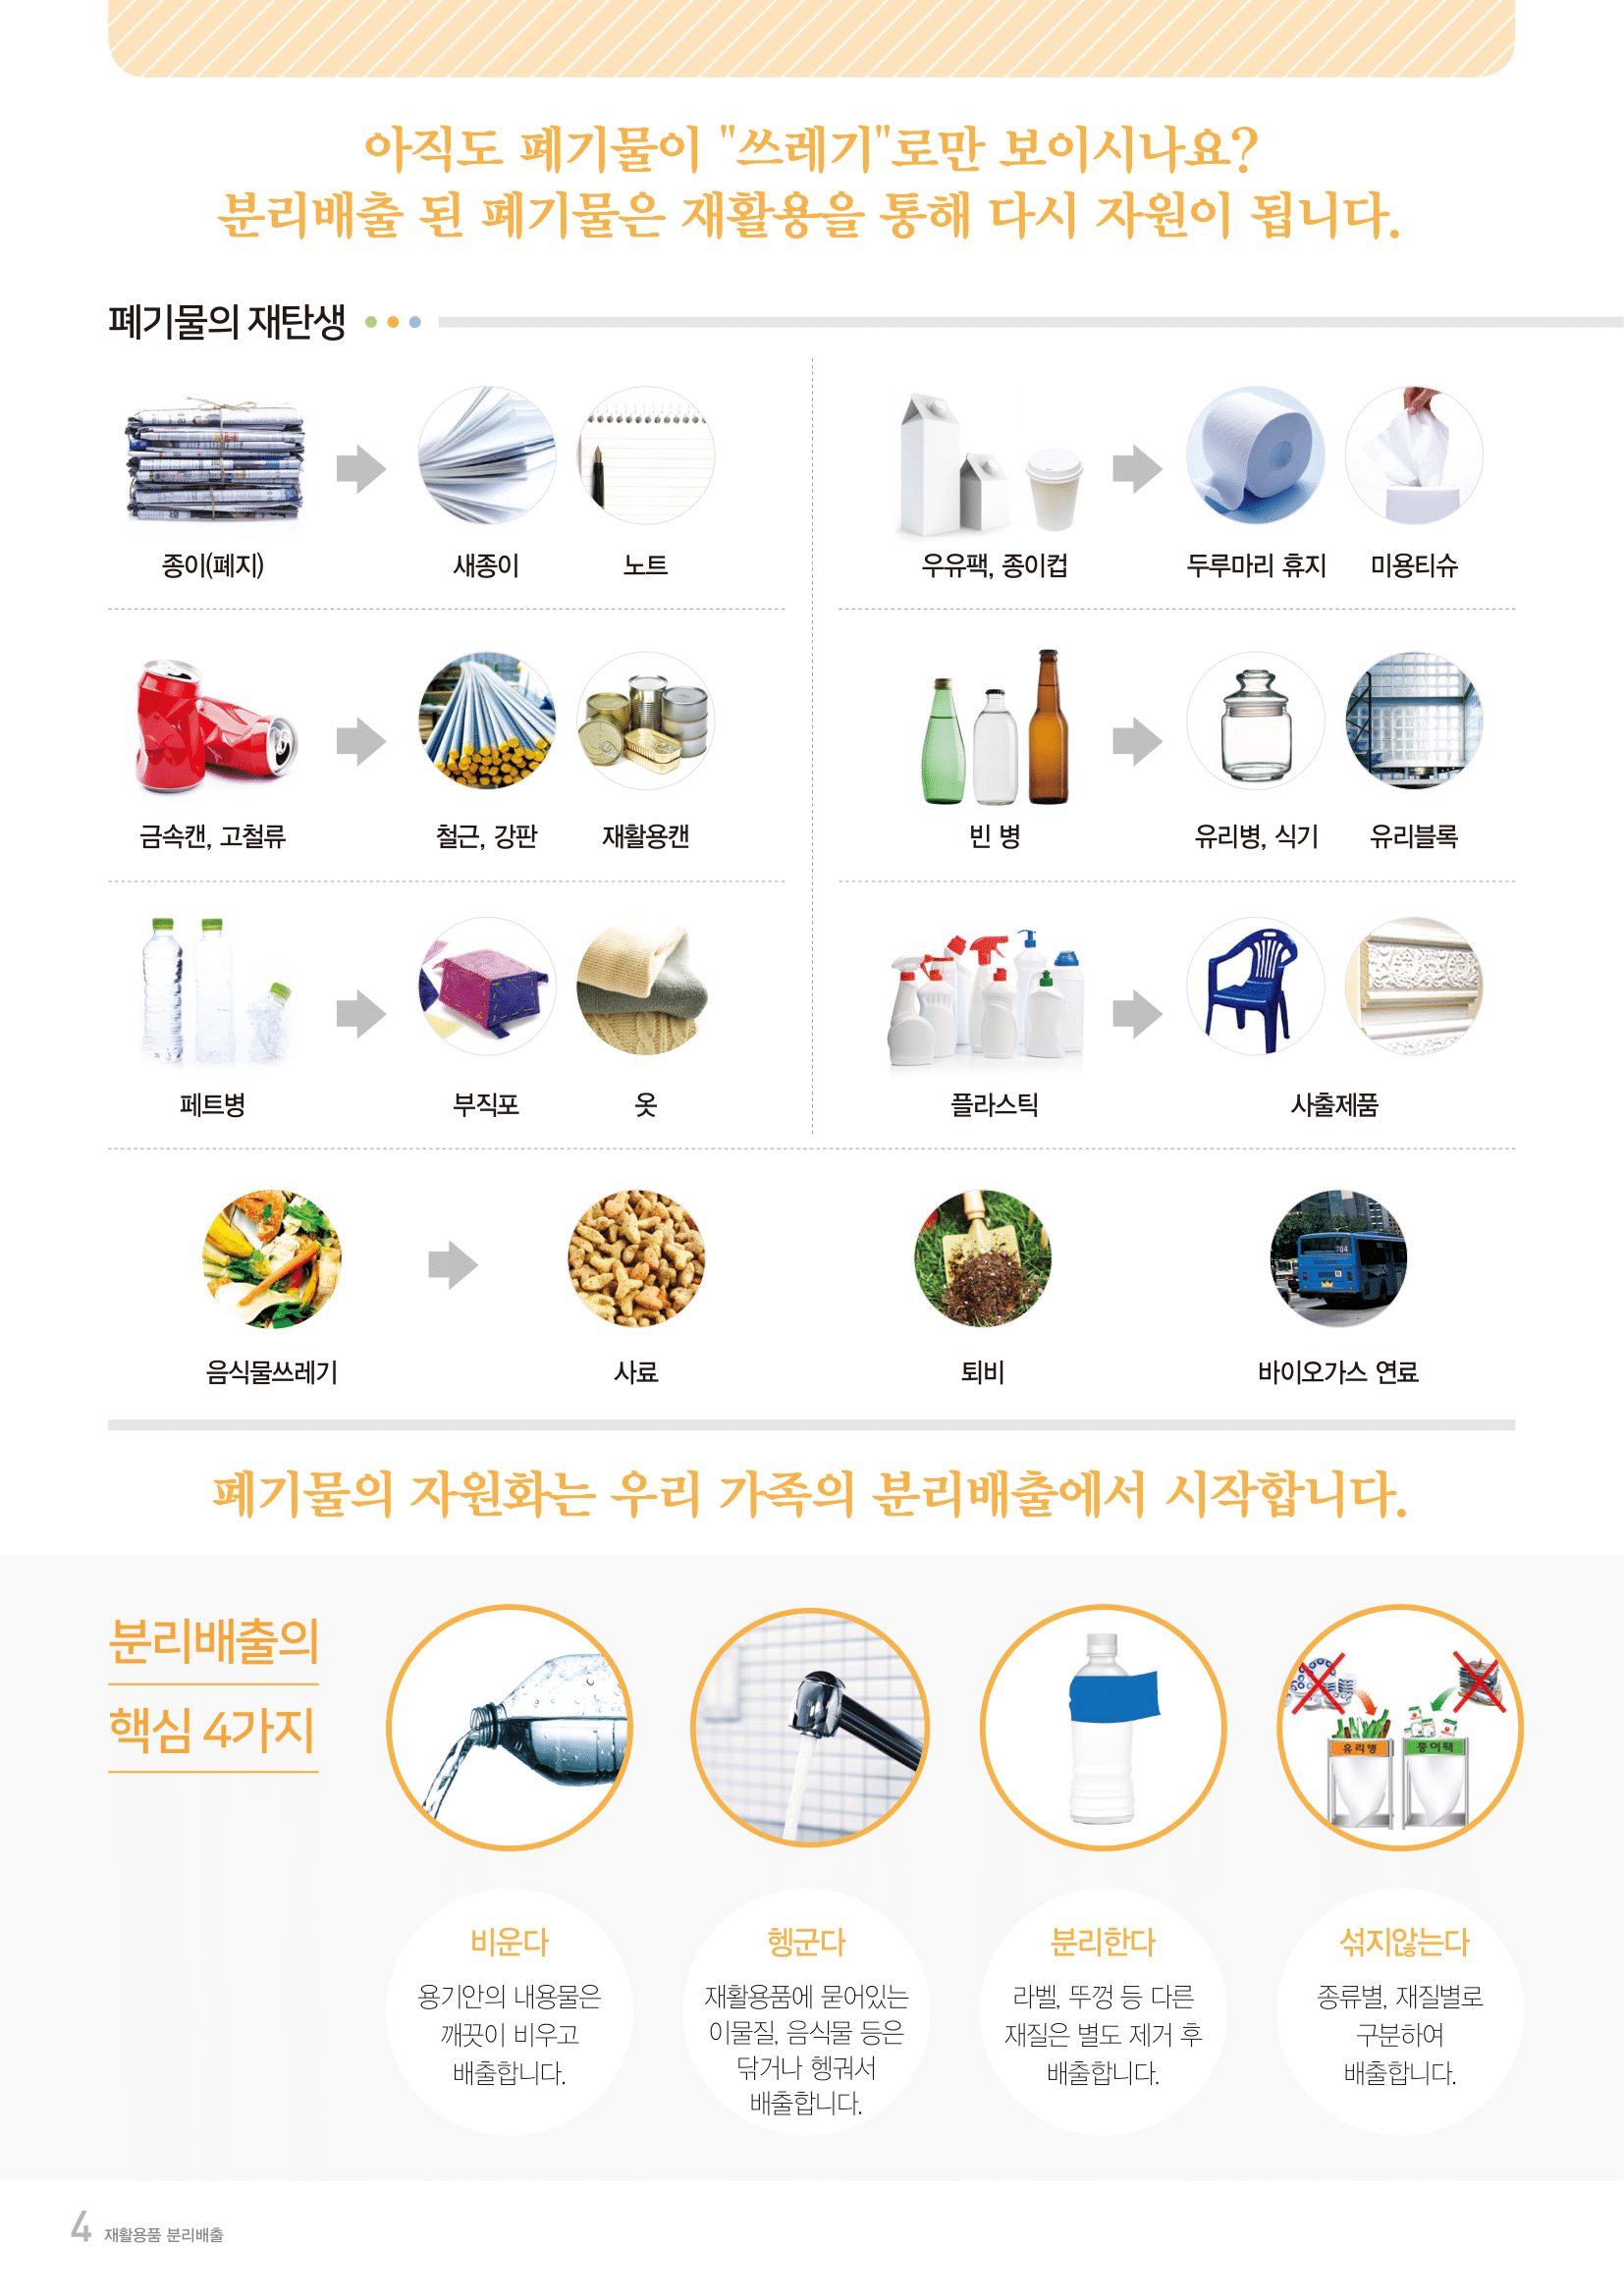 아직도 폐기물이 "쓰레기"로만 보이시나요?
분리배출 된 폐기물은 재활용을 통해 다시 자원이 됩니다.
폐기물의 재탄생
종이(폐지)
새종이
노트
우유팩, 종이컵
두루마리 휴지
미용티슈
금속캔, 고철류
철근, 강판
재활용캔
빈 병
유리병, 식기
유리블록
페트병
부직포
옷
플라스틱
사출제품
704
음식물쓰레기
사료
퇴비
바이오가스 연료
폐기물의 자원화는 우리 가족의 분리배출에서 시작합니다.
분리배출의
핵심 4가지
유리병
종이팩
비운다
용기안의 내용물은
깨끗이 비우고
배출합니다.
헹군다
재활용품에 묻어있는
이물질, 음식물 등은
닦거나 헹궈서
배출합니다.
분리한다
라벨, 뚜껑 등 다른
재질은 별도 제거 후
배출합니다.
섞지않는다
종류별, 재질별로
구분하여
배출합니다.
4 재활용품 분리배출